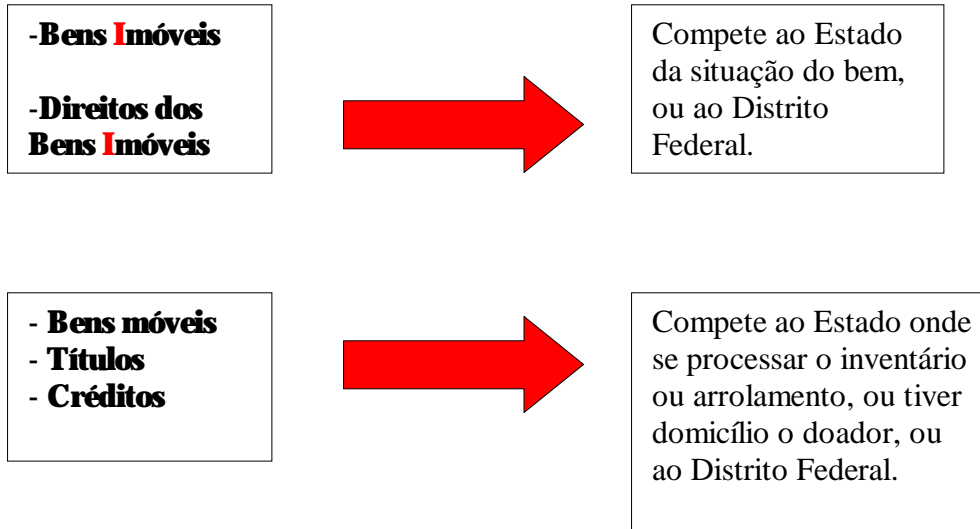 -Bens Imóveis
-Direitos dos
Bens Imóveis
Compete ao Estado
da situação do bem,
ou ao Distrito
Federal.
- Bens móveis
- Títulos
- Créditos
Compete ao Estado onde
se processar o inventário
ou arrolamento, ou tiver
domicílio o doador, ou
ao Distrito Federal.